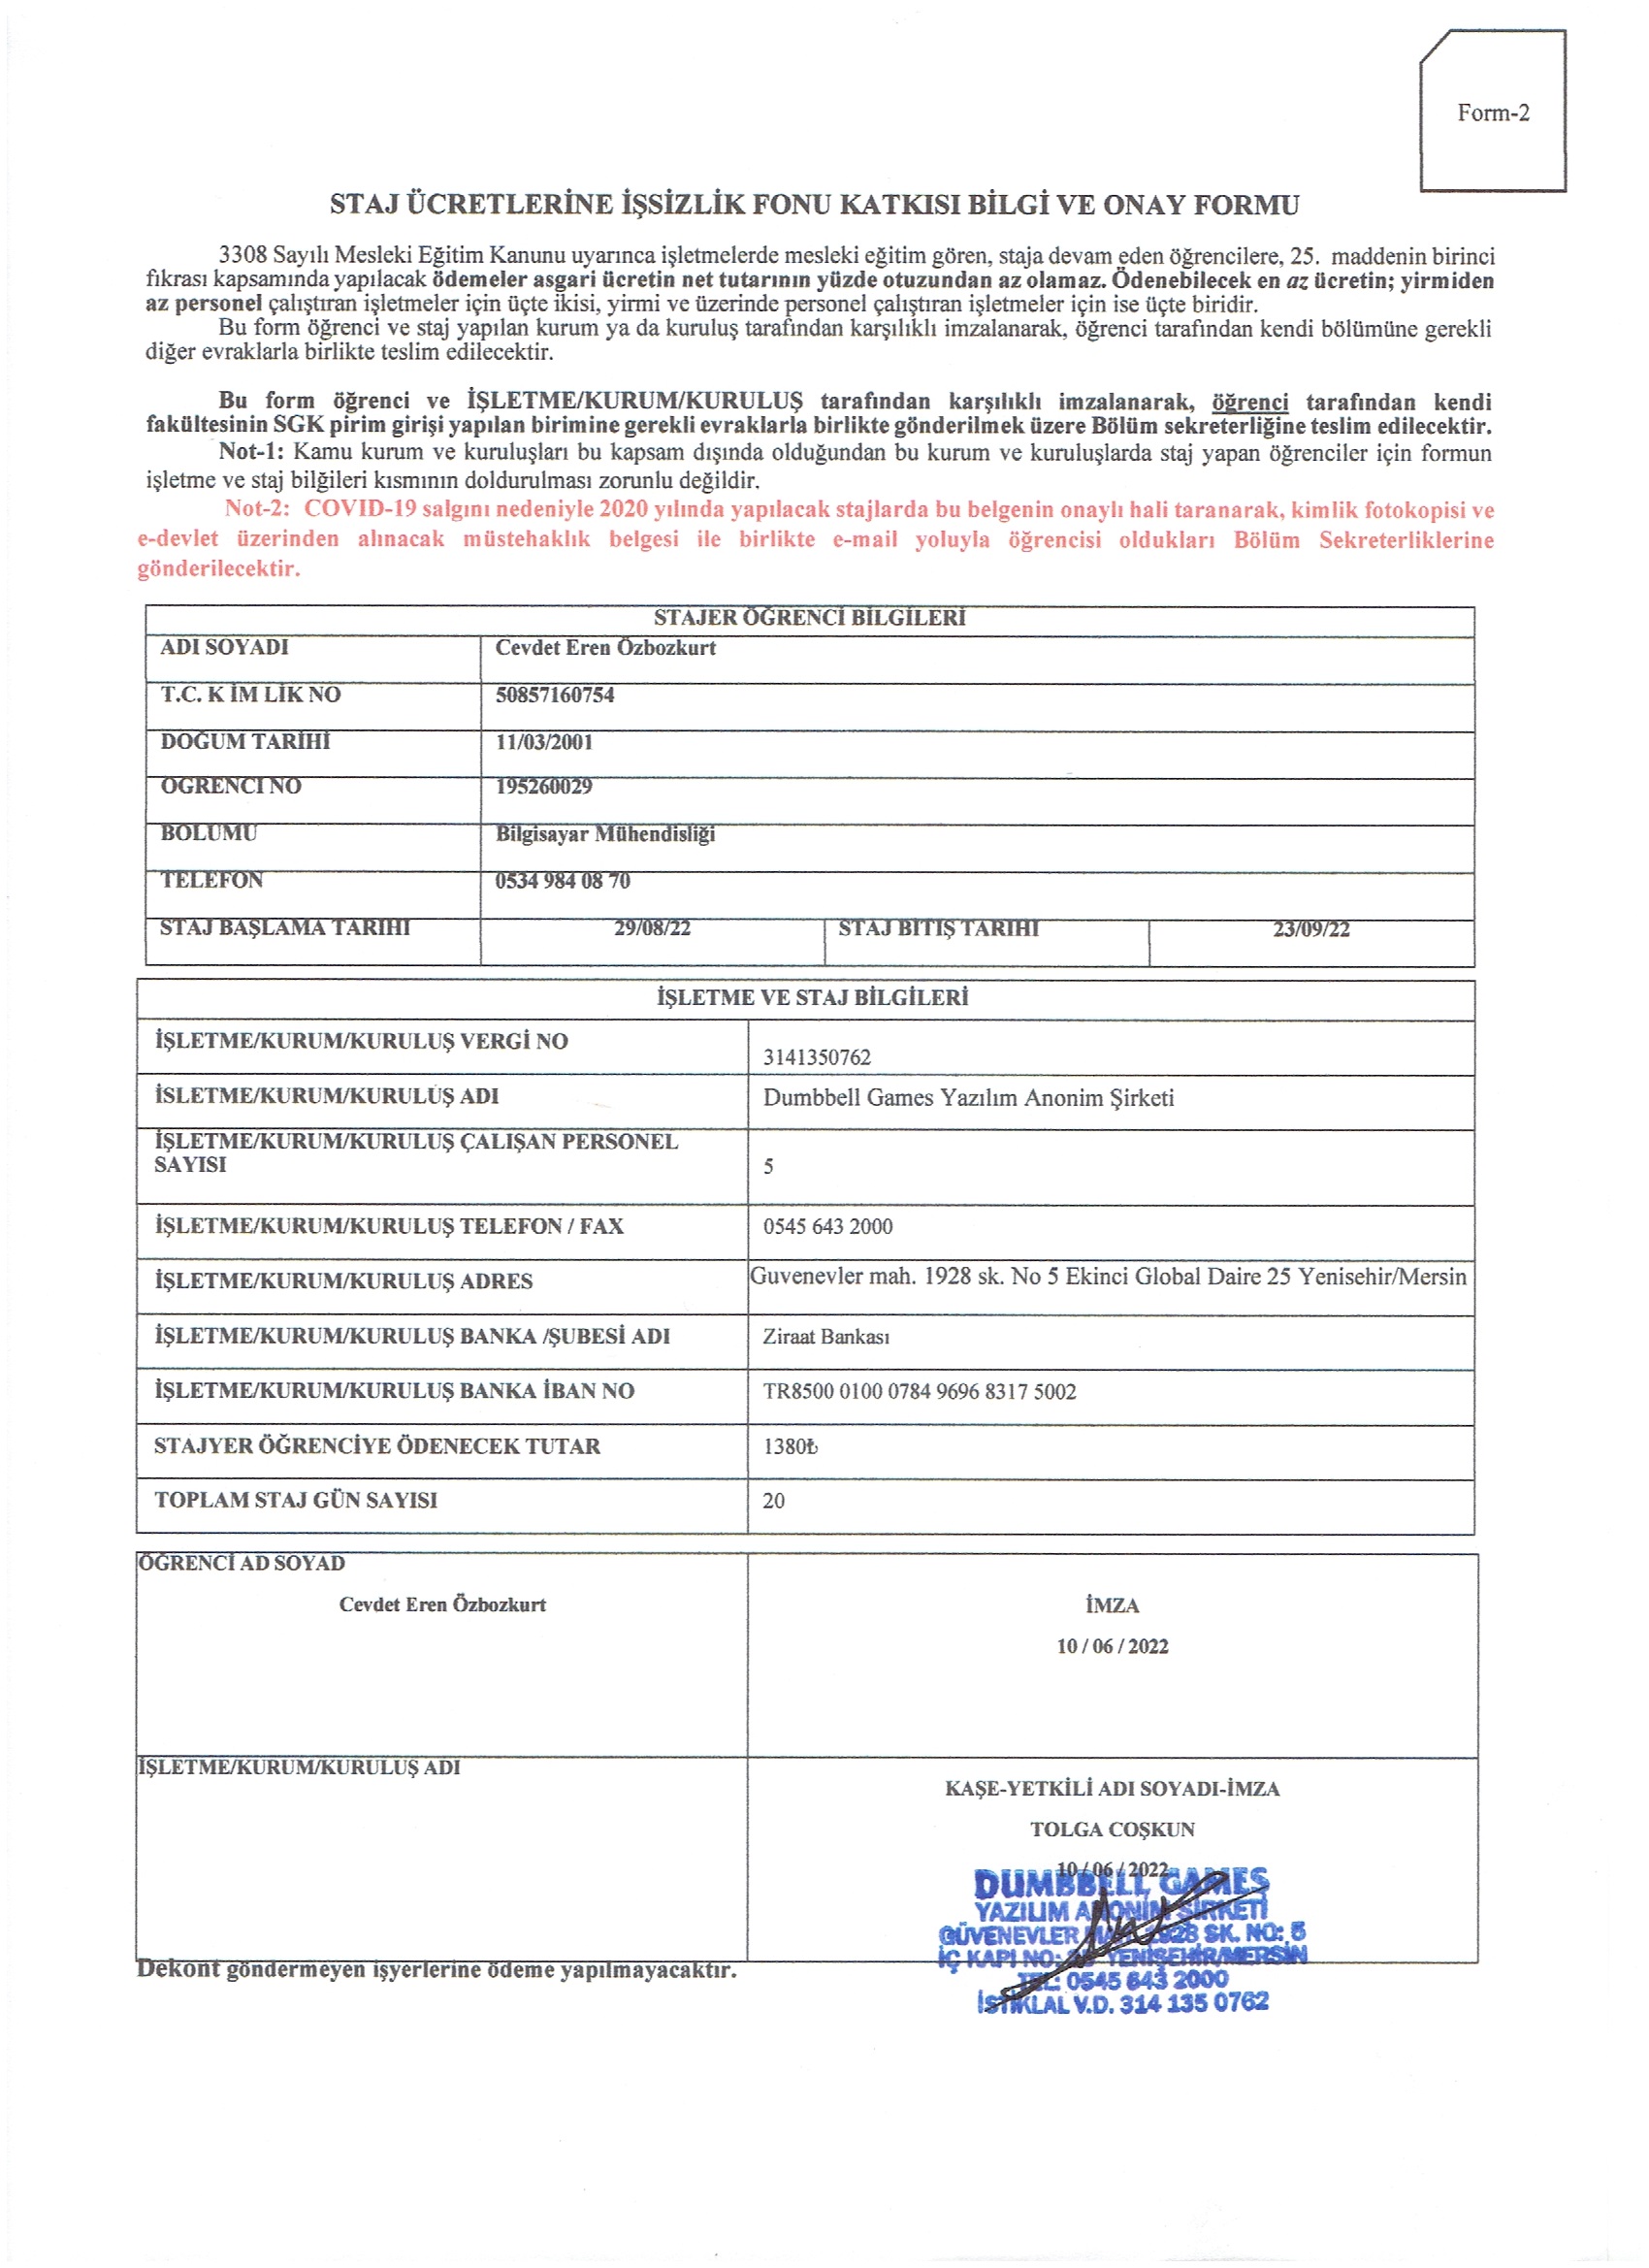 Form-2
STAJ ÜCRETLERİNE İŞSİZLİK FONU KATKISI BİLGİ VE ONAY FORMU
3308 Sayılı Mesleki Eğitim Kanunu uyarınca işletmelerde mesleki eğitim gören, staja devam eden öğrencilere, 25. maddenin birinci
fıkrası kapsamında yapılacak ödemeler asgari ücretin net tutarının yüzde otuzundan az olamaz. Ödenebilecek en az ücretin; yirmiden
az personel çalıştıran işletmeler için üçte ikisi, yirmi ve üzerinde personel çalıştıran işletmeler için ise üçte biridir.
Bu form öğrenci ve staj yapılan kurum ya da kuruluş tarafından karşılıklı imzalanarak, öğrenci tarafından kendi bölümüne gerekli
diğer evraklarla birlikte teslim edilecektir.
Bu form öğrenci ve İŞLETME/KURUM/KURULUŞ tarafından karşılıklı imzalanarak, öğrenci tarafından kendi
fakültesinin SGK pirim girişi yapılan birimine gerekli evraklarla birlikte gönderilmek üzere Bölüm sekreterliğine teslim edilecektir.
Not-1: Kamu kurum ve kuruluşları bu kapsam dışında olduğundan bu kurum ve kuruluşlarda staj yapan öğrenciler için formun
işletme ve staj bilğileri kısmının doldurulması zorunlu değildir.
Not-2: COVID-19 salgını nedeniyle 2020 yılında yapılacak stajlarda bu belgenin onaylı hali taranarak, kimlik fotokopisi ve
e-devlet üzerinden alınacak müstehaklık belgesi ile birlikte e-mail yoluyla öğrencisi oldukları Bölüm Sekreterliklerine
gönderilecektir.
STAJER ÖĞRENCİ BİLGİLERİ
ADI SOYADI Cevdet Eren Özbozkurt
T.C. K İM LİK NO 50857160754
DOĞUM TARİHİ 11/03/2001
ÖĞRENCİ NO 195260029
BÖLÜMÜ Bilgisayar Mühendisliği
TELEFON 0534 984 08 70
STAJ BAŞLAMA TARİHİ 29/08/22 STAJ BİTİŞ TARİHİ 23/09/22
İŞLETME VE STAJ BİLGİLERİ
İŞLETME/KURUM/KURULUŞ VERGİ NO 3141350762
İSLETME/KURUM/KURULUŞ ADI Dumbbell Games Yazılım Anonim Şirketi
İŞLETME/KURUM/KURULUŞ ÇALIŞAN PERSONEL
SAYISI 5
İŞLETME/KURUM/KURULUŞ TELEFON / FAX 0545 643 2000
İŞLETME/KURUM/KURULUŞ ADRES Guvenevler mah. 1928 sk. No 5 Ekinci Global Daire 25 Yenisehir/Mersin
İŞLETME/KURUM/KURULUŞ BANKA /ŞUBESİ ADI Ziraat Bankası
İŞLETME/KURUM/KURULUŞ BANKA İBAN NO TR8500 0100 0784 9696 8317 5002
STAJYER ÖĞRENCİYE ÖDENECEK TUTAR 1380₺
TOPLAM STAJ GÜN SAYISI 20
ÖĞRENCİ AD SOYAD
Cevdet Eren Özbozkurt İMZA
10 / 06 / 2022
İŞLETME/KURUM/KURULUŞ ADI
KAŞE-YETKİLİ ADI SOYADI-İMZA
TOLGA COŞKUN
10 / 06 / 2022
DUMBBELL GAMES
YAZILIM ANONİM ŞİRKETİ
GÜVENEVLER 1928 SK. NO: 5
İÇ KAPI NO: YENİŞEHİR/MERSİN
TEL: 0545 643 2000
İSTİKLAL V.D. 314 135 0762
Dekont göndermeyen işyerlerine ödeme yapılmayacaktır.